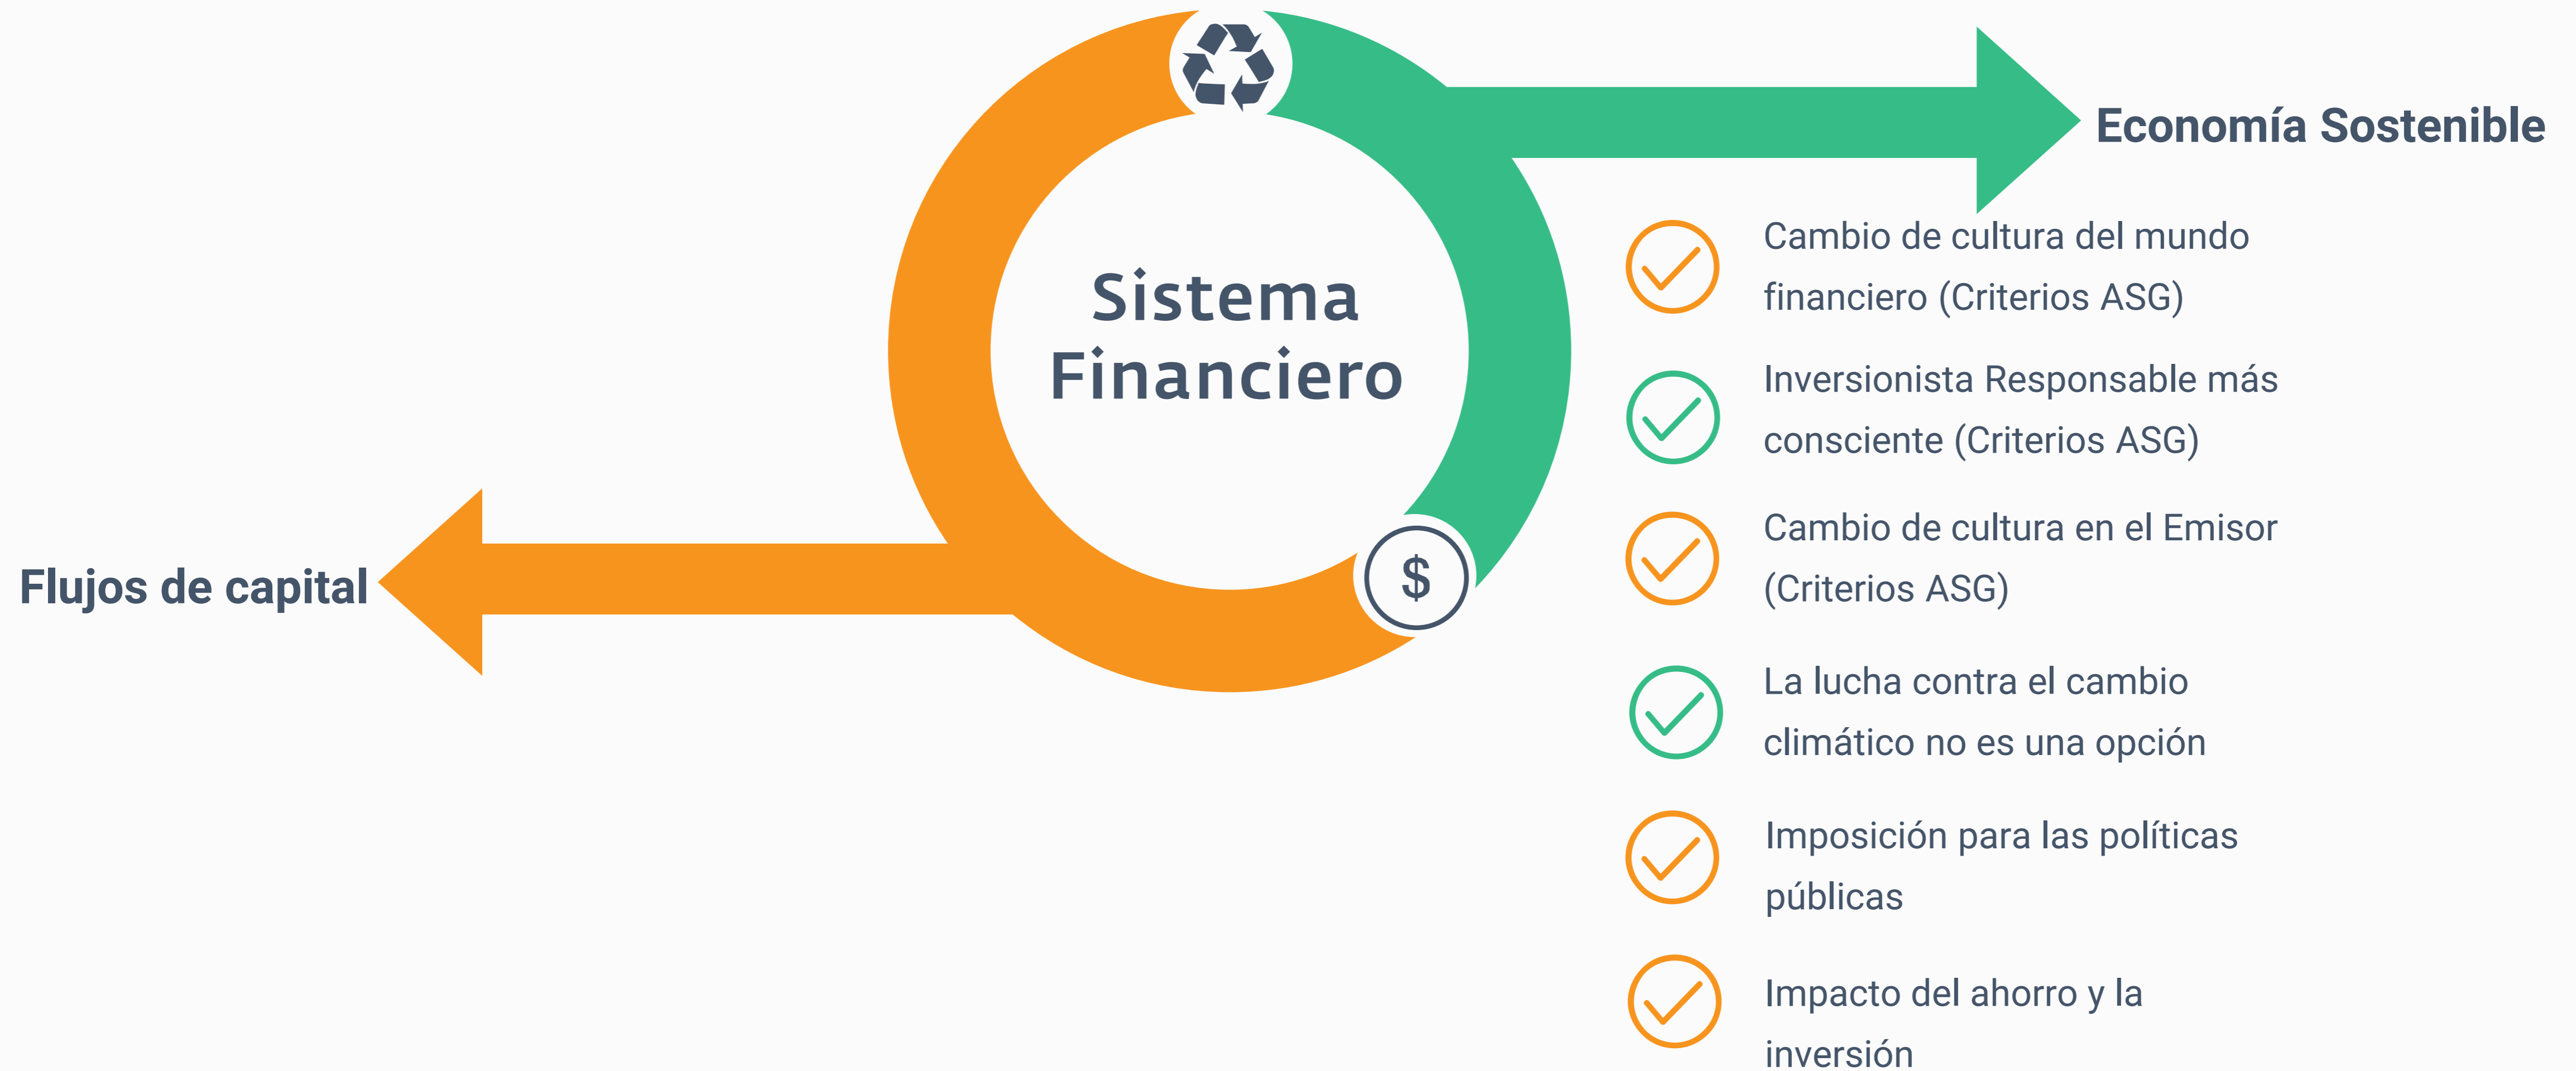 Economía Sostenible
Sistema
Financiero
Flujos de capital
$
Cambio de cultura del mundo
financiero (Criterios ASG)
Inversionista Responsable más
consciente (Criterios ASG)
Cambio de cultura en el Emisor
(Criterios ASG)
La lucha contra el cambio
climático no es una opción
Imposición para las políticas
públicas
Impacto del ahorro y la
inversión